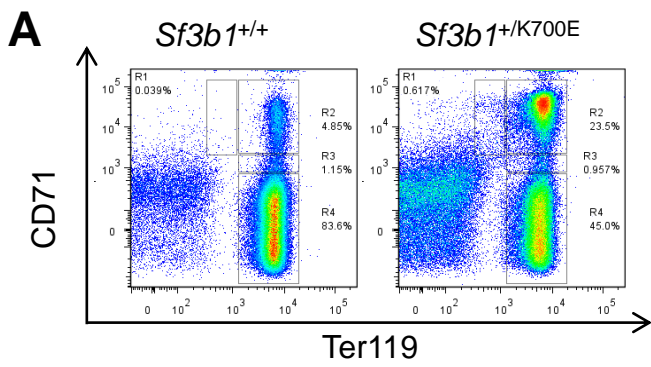 A
Sf3b1+/+
Sf3b1+/K700E
R1
0.039%
R2
4.85%
R3
1.15%
R4
83.6%
10^5
10^4
10^3
0
0
10^2
10^3
10^4
10^5
R1
0.617%
R2
23.5%
R3
0.957%
R4
45.0%
10^5
10^4
10^3
0
0
10^2
10^3
10^4
10^5
CD71
Ter119